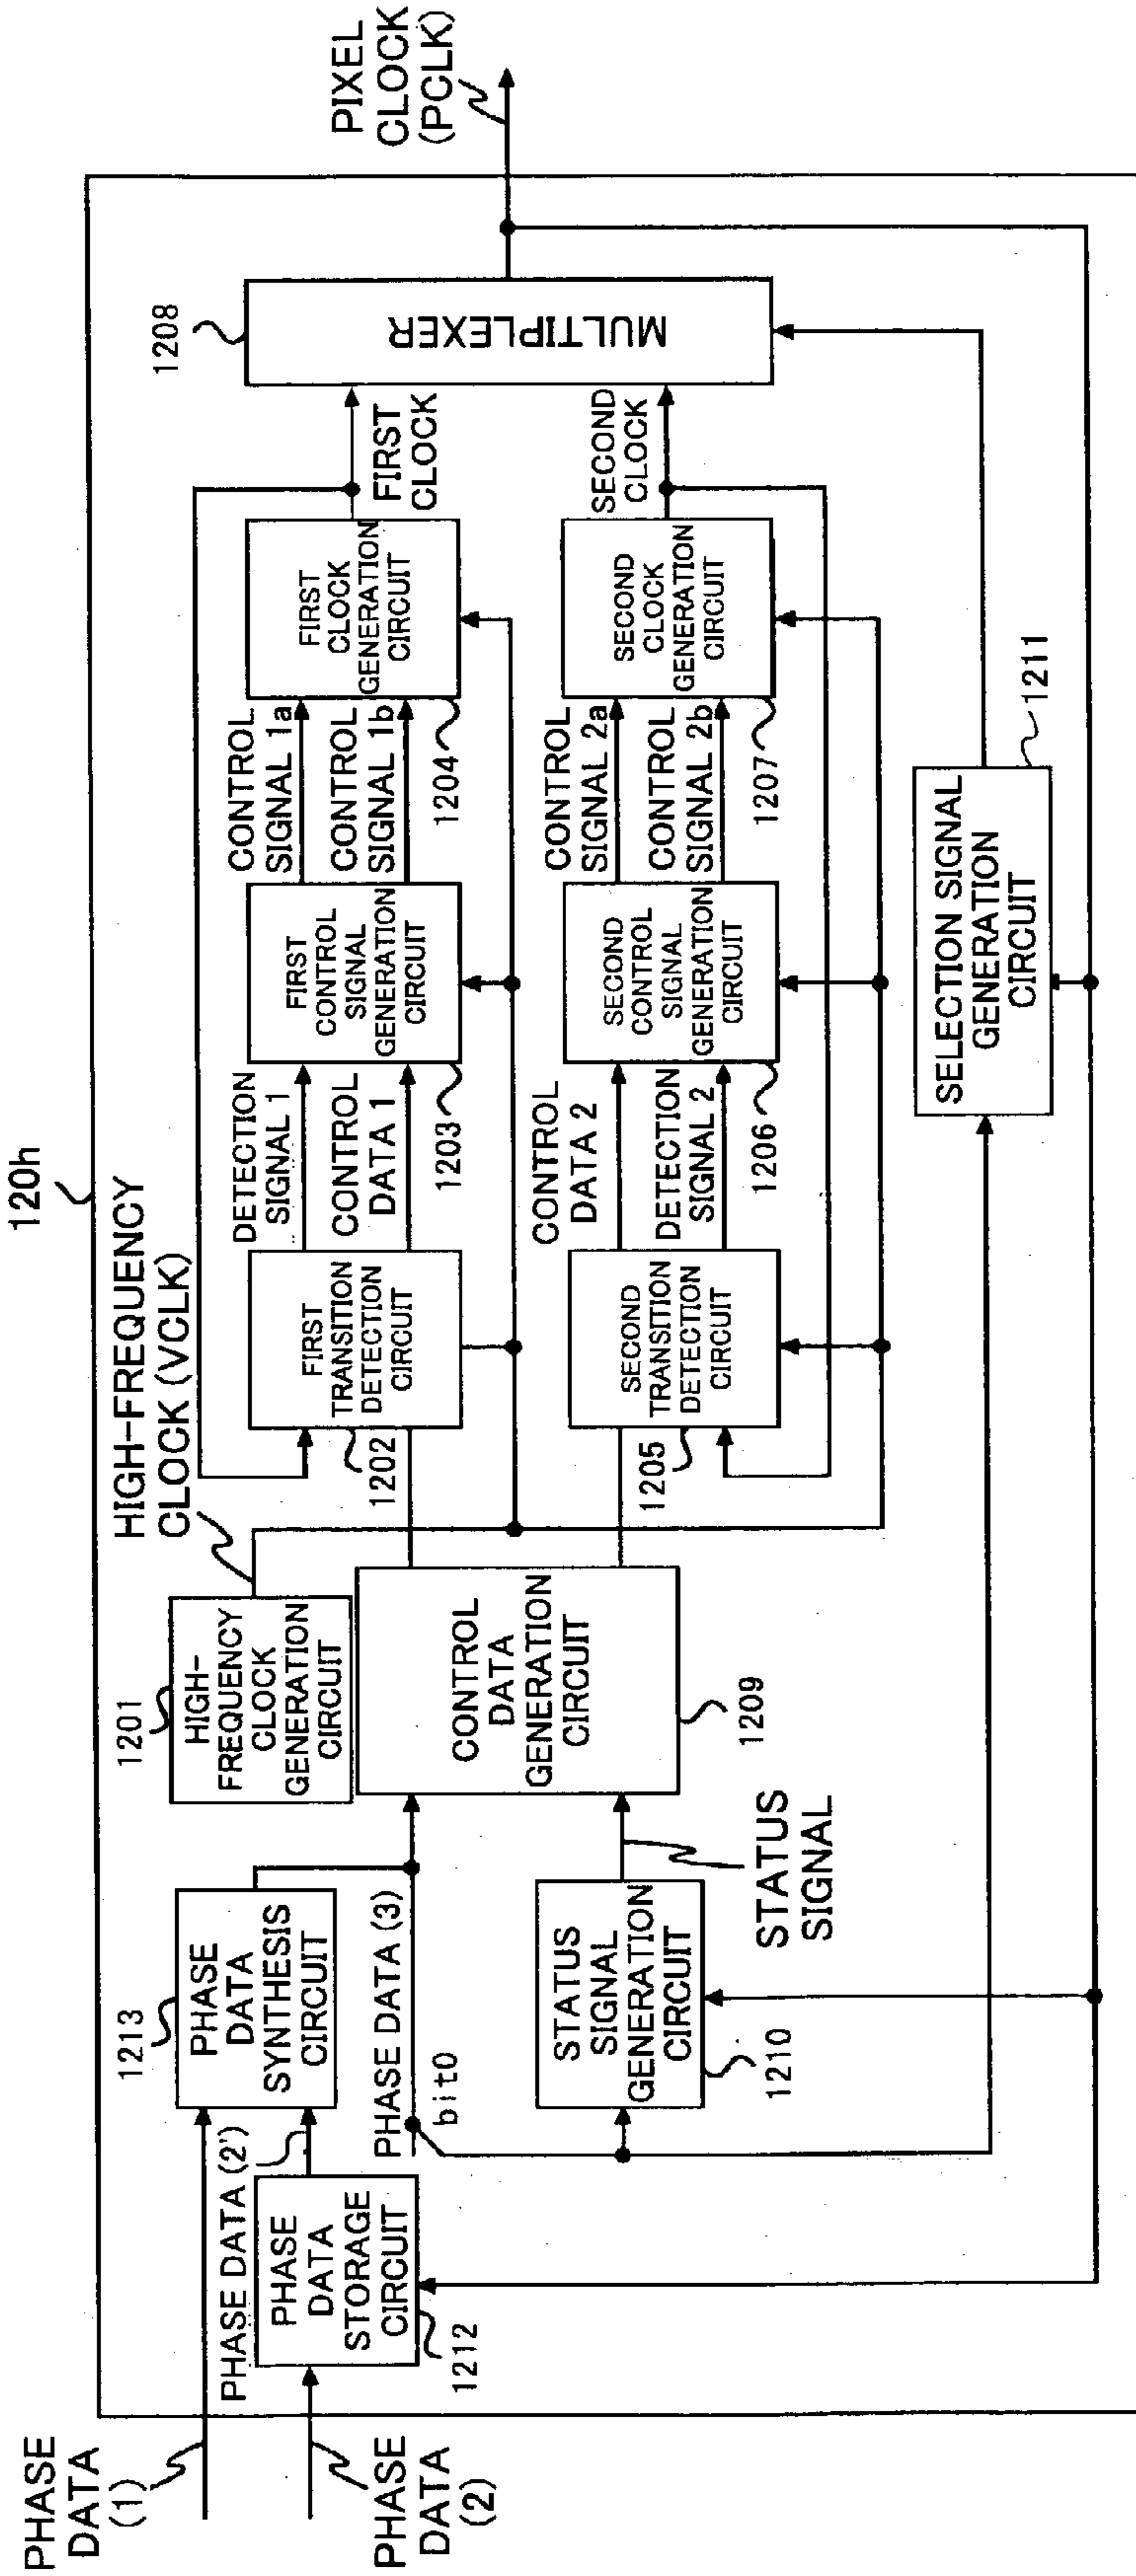 120h
PHASE
DATA
(1)
PHASE
DATA
(2)
PHASE DATA (2')
PHASE
DATA
STORAGE
CIRCUIT
1212
1213
PHASE
DATA
SYNTHESIS
CIRCUIT
PHASE DATA (3)
bit0
STATUS
SIGNAL
GENERATION
CIRCUIT
1210
STATUS
SIGNAL
1201
HIGH-
FREQUENCY
CLOCK
GENERATION
CIRCUIT
HIGH-FREQUENCY
CLOCK (VCLK)
CONTROL
DATA
GENERATION
CIRCUIT
1209
FIRST
TRANSITION
DETECTION
CIRCUIT
1202
DETECTION
SIGNAL 1
CONTROL
DATA 1
FIRST
CONTROL
SIGNAL
GENERATION
CIRCUIT
1203
CONTROL
SIGNAL 1a
CONTROL
SIGNAL 1b
FIRST
CLOCK
GENERATION
CIRCUIT
1204
FIRST
CLOCK
SECOND
TRANSITION
DETECTION
CIRCUIT
1205
CONTROL
DATA 2
DETECTION
SIGNAL 2
SECOND
CONTROL
SIGNAL
GENERATION
CIRCUIT
1206
CONTROL
SIGNAL 2a
CONTROL
SIGNAL 2b
SECOND
CLOCK
GENERATION
CIRCUIT
1207
SECOND
CLOCK
1208
MULTIPLEXER
SELECTION SIGNAL
GENERATION
CIRCUIT
1211
PIXEL
CLOCK
(PCLK)